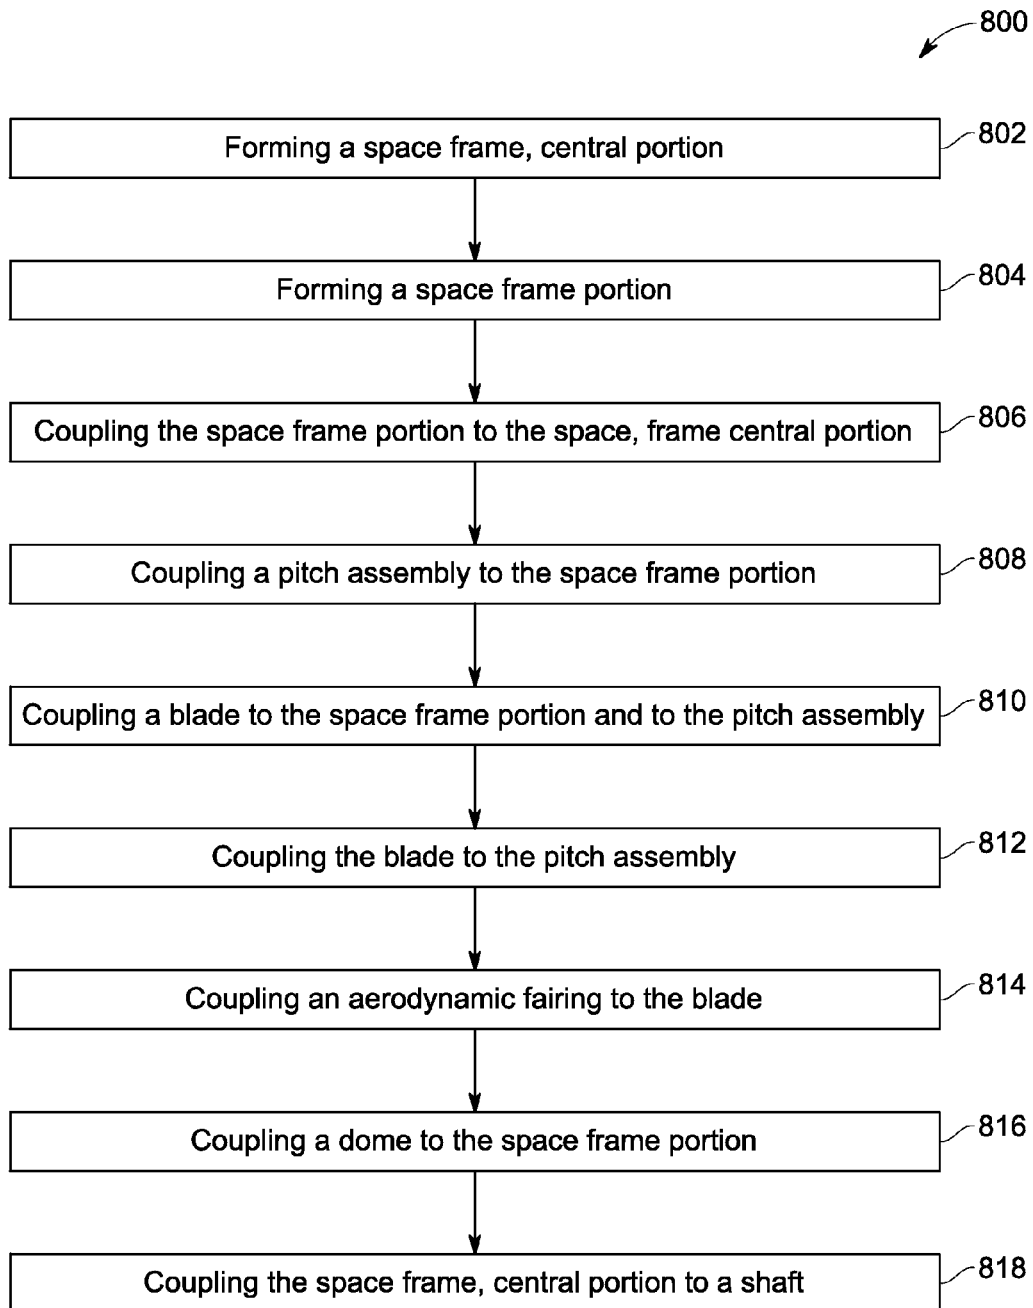 800
Forming a space frame, central portion
802
Forming a space frame portion
804
Coupling the space frame portion to the space, frame central portion
806
Coupling a pitch assembly to the space frame portion
808
Coupling a blade to the space frame portion and to the pitch assembly
810
Coupling the blade to the pitch assembly
812
Coupling an aerodynamic fairing to the blade
814
Coupling a dome to the space frame portion
816
Coupling the space frame, central portion to a shaft
818